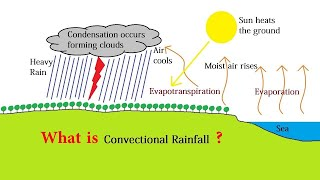 Condensation occurs
forming clouds
Sun heats
the ground
Heavy
Rain
Air
cools
Moist air rises
Evapotranspiration
Evaporation
Sea
What is Convectional Rainfall ?